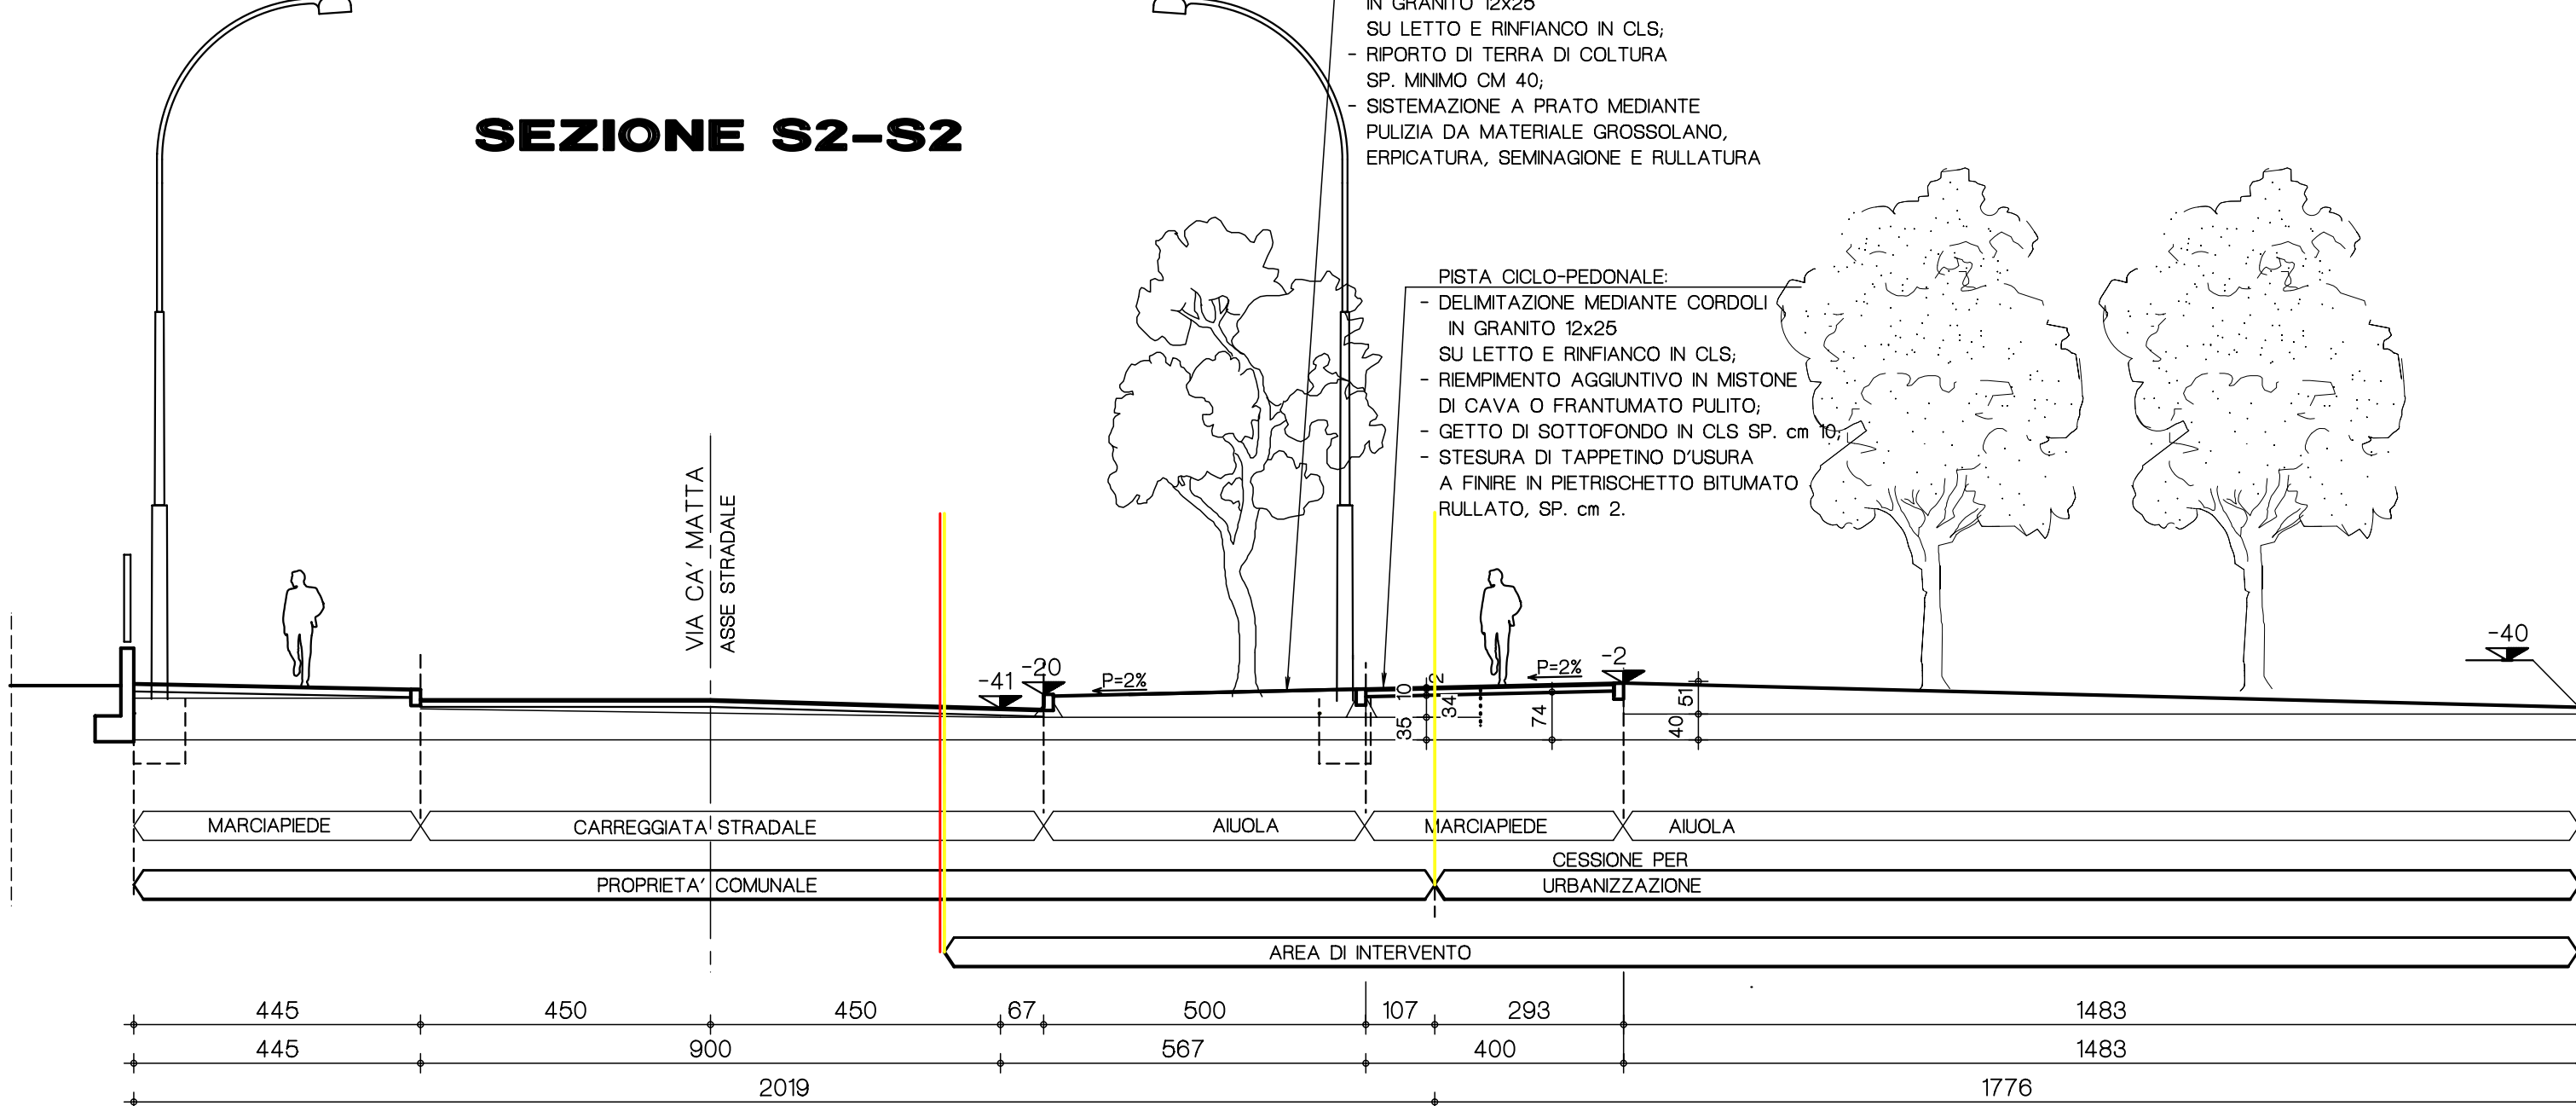 IN GRANITO 12x25
SU LETTO E RINFIANCO IN CLS;
- RIPORTO DI TERRA DI COLTURA
SP. MINIMO CM 40;
- SISTEMAZIONE A PRATO MEDIANTE
PULIZIA DA MATERIALE GROSSOLANO,
ERPICATURA, SEMINAGIONE E RULLATURA
SEZIONE S2-S2
PISTA CICLO-PEDONALE:
- DELIMITAZIONE MEDIANTE CORDOLI
IN GRANITO 12x25
SU LETTO E RINFIANCO IN CLS;
- RIEMPIMENTO AGGIUNTIVO IN MISTONE
DI CAVA O FRANTUMATO PULITO;
- GETTO DI SOTTOFONDO IN CLS SP. cm 10;
- STESURA DI TAPPETINO D'USURA
A FINIRE IN PIETRISCHETTO BITUMATO
RULLATO, SP. cm 2.
VIA CA' MATTA
ASSE STRADALE
-41
-20
P=2%
P=2%
-2
-40
10
2
35
34
74
51
40
MARCIAPIEDE
CARREGGIATA STRADALE
AIUOLA
MARCIAPIEDE
AIUOLA
PROPRIETA' COMUNALE
CESSIONE PER
URBANIZZAZIONE
AREA DI INTERVENTO
445
450
450
67
500
107
293
1483
445
900
567
400
1483
2019
1776